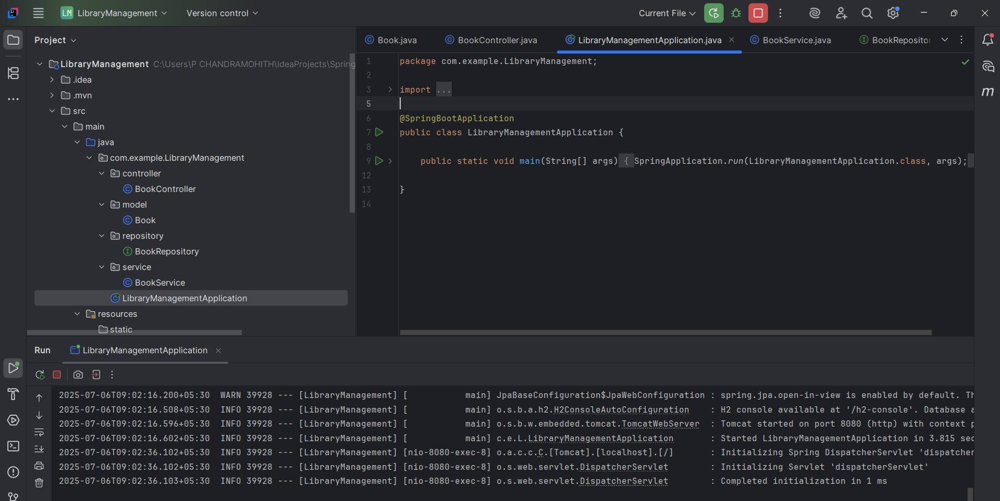 LM LibraryManagement Version control Current File
Project
Book.java BookController.java LibraryManagementApplication.java BookService.java BookRepositor
LibraryManagement C:\Users\P CHANDRAMOHITH\IdeaProjects\Spring
.idea
.mvn
src
main
java
com.example.LibraryManagement
controller
BookController
model
Book
repository
BookRepository
service
BookService
LibraryManagementApplication
resources
static
1 package com.example.LibraryManagement;
2
3 import ...
5
6 @SpringBootApplication
7 public class LibraryManagementApplication {
8
9 public static void main(String[] args) { SpringApplication.run(LibraryManagementApplication.class, args);
12
13 }
14
m
Run LibraryManagementApplication
2025-07-06T09:02:16.200+05:30  WARN 39928 --- [LibraryManagement] [           main] JpaBaseConfiguration$JpaWebConfiguration : spring.jpa.open-in-view is enabled by default. Th
2025-07-06T09:02:16.508+05:30  INFO 39928 --- [LibraryManagement] [           main] o.s.b.a.h2.H2ConsoleAutoConfiguration    : H2 console available at '/h2-console'. Database a
2025-07-06T09:02:16.596+05:30  INFO 39928 --- [LibraryManagement] [           main] o.s.b.w.embedded.tomcat.TomcatWebServer  : Tomcat started on port 8080 (http) with context p
2025-07-06T09:02:16.602+05:30  INFO 39928 --- [LibraryManagement] [           main] c.e.L.LibraryManagementApplication       : Started LibraryManagementApplication in 3.815 sec
2025-07-06T09:02:36.102+05:30  INFO 39928 --- [LibraryManagement] [nio-8080-exec-8] o.a.c.c.C.[Tomcat].[localhost].[/]       : Initializing Spring DispatcherServlet 'dispatcher
2025-07-06T09:02:36.102+05:30  INFO 39928 --- [LibraryManagement] [nio-8080-exec-8] o.s.web.servlet.DispatcherServlet        : Initializing Servlet 'dispatcherServlet'
2025-07-06T09:02:36.103+05:30  INFO 39928 --- [LibraryManagement] [nio-8080-exec-8] o.s.web.servlet.DispatcherServlet        : Completed initialization in 1 ms